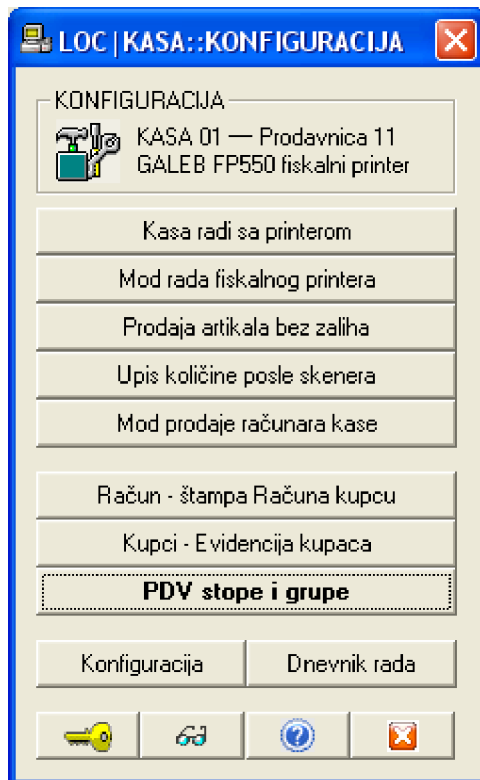 LOC | KASA::KONFIGURACIJA
KONFIGURACIJA
KASA 01 — Prodavnica 11
GALEB FP550 fiskalni printer
Kasa radi sa printerom
Mod rada fiskalnog printera
Prodaja artikala bez zaliha
Upis količine posle skenera
Mod prodaje računara kase
Račun - štampa Računa kupcu
Kupci - Evidencija kupaca
PDV stope i grupe
Konfiguracija Dnevnik rada